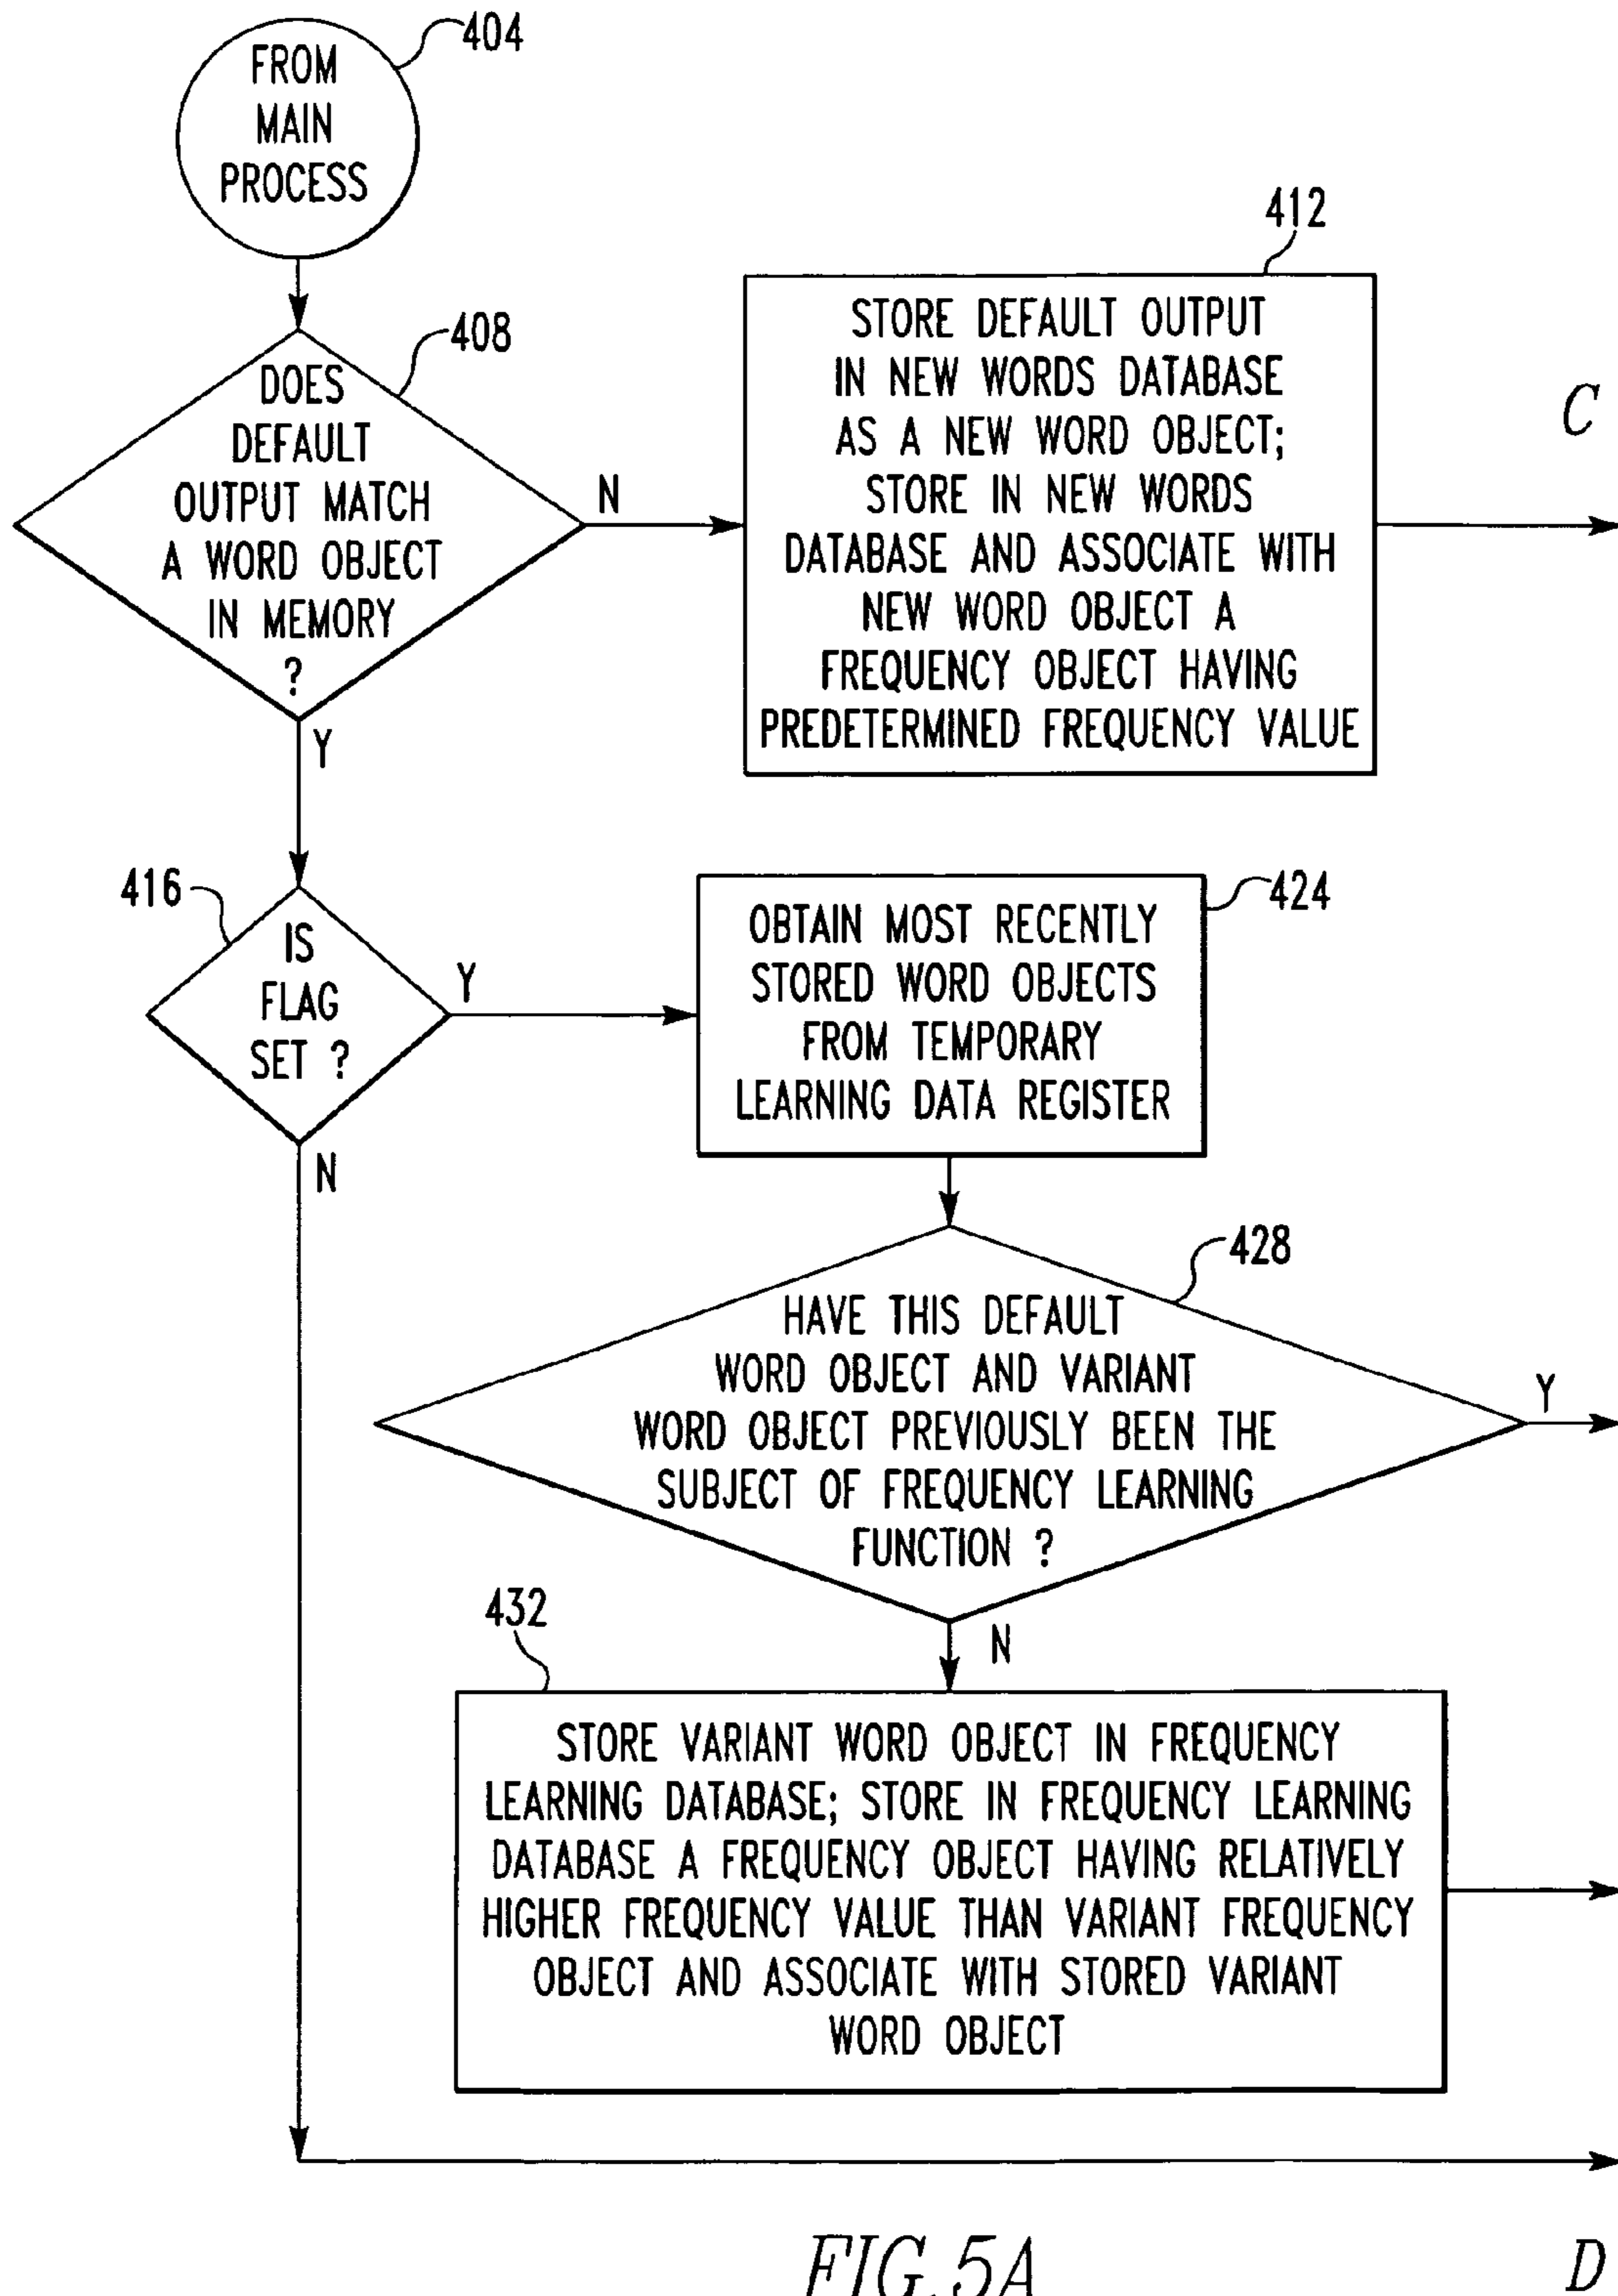 FROM
MAIN
PROCESS
404
DOES
DEFAULT
OUTPUT MATCH
A WORD OBJECT
IN MEMORY
?
408
N
Y
412
STORE DEFAULT OUTPUT
IN NEW WORDS DATABASE
AS A NEW WORD OBJECT;
STORE IN NEW WORDS
DATABASE AND ASSOCIATE WITH
NEW WORD OBJECT A
FREQUENCY OBJECT HAVING
PREDETERMINED FREQUENCY VALUE
C
416
IS
FLAG
SET ?
Y
N
424
OBTAIN MOST RECENTLY
STORED WORD OBJECTS
FROM TEMPORARY
LEARNING DATA REGISTER
428
HAVE THIS DEFAULT
WORD OBJECT AND VARIANT
WORD OBJECT PREVIOUSLY BEEN THE
SUBJECT OF FREQUENCY LEARNING
FUNCTION ?
Y
N
432
STORE VARIANT WORD OBJECT IN FREQUENCY
LEARNING DATABASE; STORE IN FREQUENCY LEARNING
DATABASE A FREQUENCY OBJECT HAVING RELATIVELY
HIGHER FREQUENCY VALUE THAN VARIANT FREQUENCY
OBJECT AND ASSOCIATE WITH STORED VARIANT
WORD OBJECT
FIG.5A
D